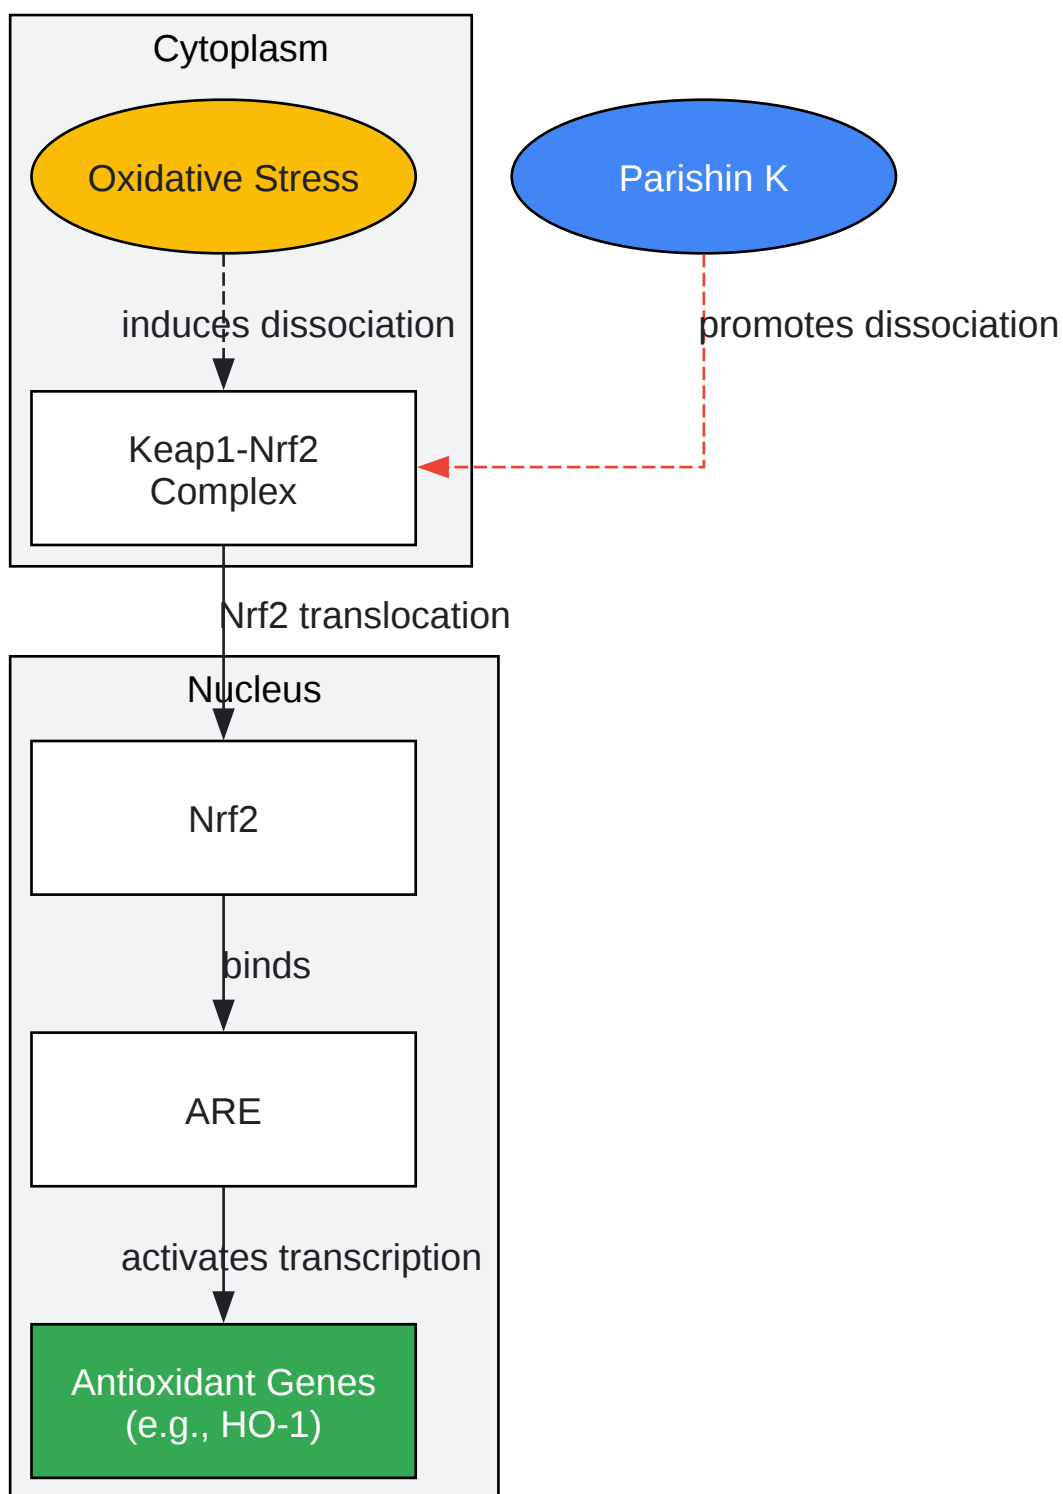 Cytoplasm
Oxidative Stress
Parishin K
induces dissociation
promotes dissociation
Keap1-Nrf2
Complex
Nrf2 translocation
Nucleus
Nrf2
binds
ARE
activates transcription
Antioxidant Genes
(e.g., HO-1)